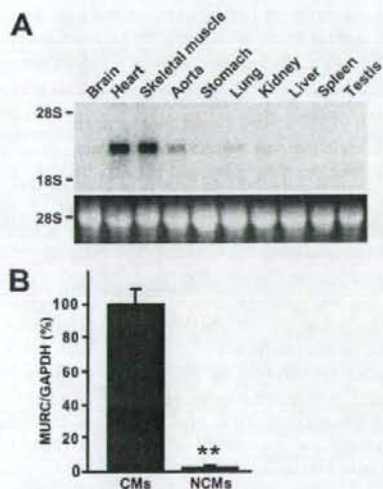 A
Brain Heart Skeletal muscle Aorta Stomach Lung Kidney Liver Spleen Testis
28S
18S
28S
B
MURC/GAPDH (%)
100
80
60
40
20
0
**
CMs NCMs